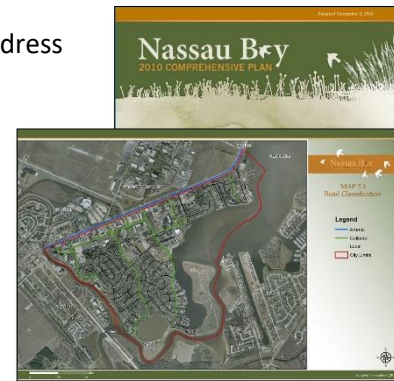 dress
Adopted November 8, 2010
Nassau Bay
2010 COMPREHENSIVE PLAN
Nassau Bay
MAP 5.1
Road Classification
Legend
Arterial
Collector
Local
City Limits